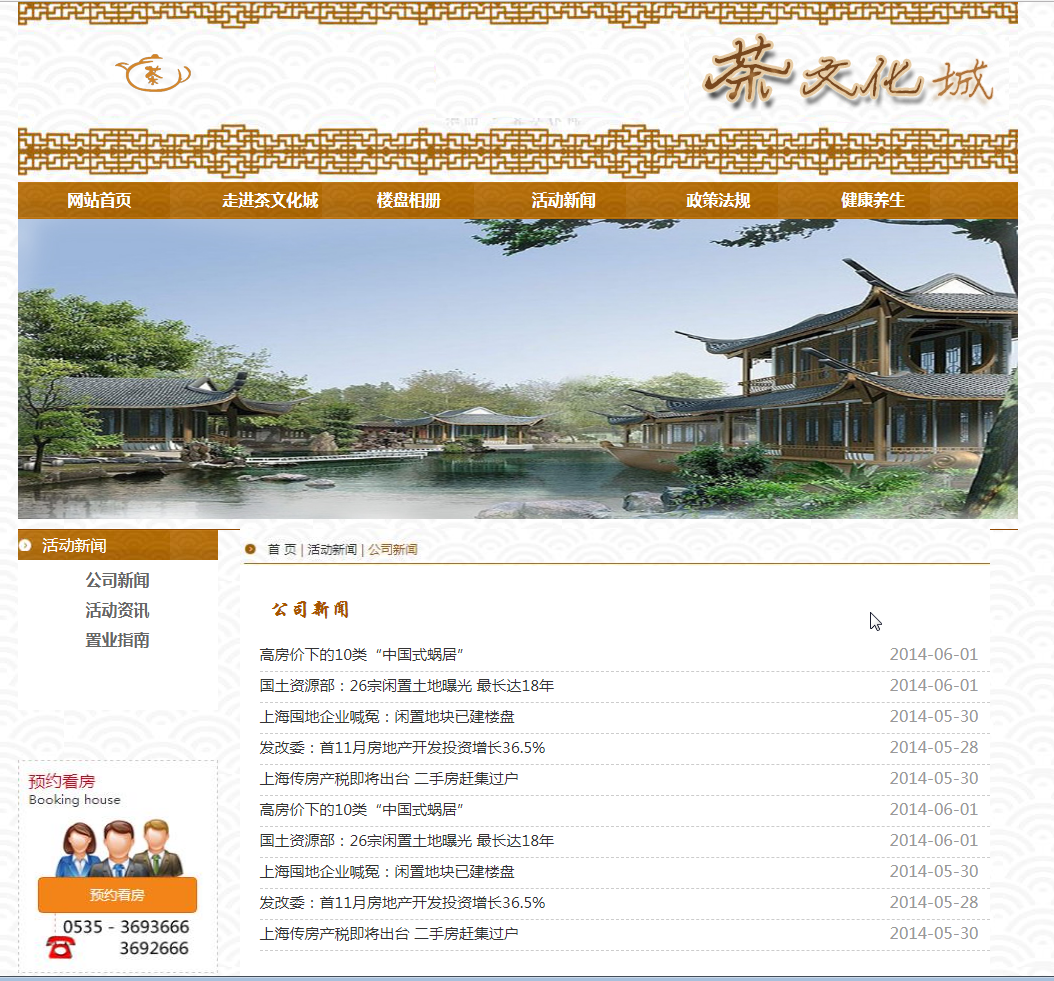 茶
茶文化城
网站首页 走进茶文化城 楼盘相册 活动新闻 政策法规 健康养生
活动新闻
公司新闻
活动资讯
置业指南
预约看房
Booking house
预约看房
0535 - 3693666
3692666
首 页 | 活动新闻 | 公司新闻
公司新闻
高房价下的10类“中国式蜗居” 2014-06-01
国土资源部：26宗闲置土地曝光 最长达18年 2014-06-01
上海囤地企业喊冤：闲置地块已建楼盘 2014-05-30
发改委：首11月房地产开发投资增长36.5% 2014-05-28
上海传房产税即将出台 二手房赶集过户 2014-05-30
高房价下的10类“中国式蜗居” 2014-06-01
国土资源部：26宗闲置土地曝光 最长达18年 2014-06-01
上海囤地企业喊冤：闲置地块已建楼盘 2014-05-30
发改委：首11月房地产开发投资增长36.5% 2014-05-28
上海传房产税即将出台 二手房赶集过户 2014-05-30